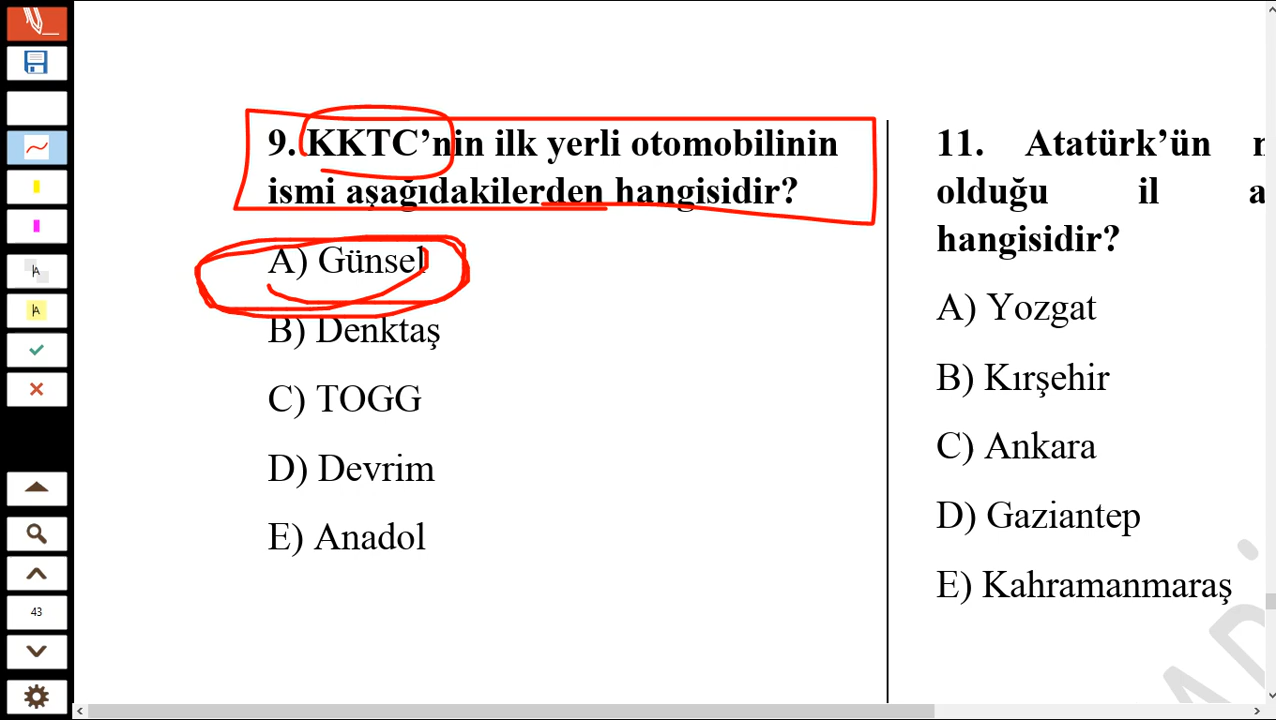 9. KKTC’nin ilk yerli otomobilinin
ismi aşağıdakilerden hangisidir?
A) Günsel
B) Denktaş
C) TOGG
D) Devrim
E) Anadol
11. Atatürk’ün
olduğu il a
hangisidir?
A) Yozgat
B) Kırşehir
C) Ankara
D) Gaziantep
E) Kahramanmaraş
43